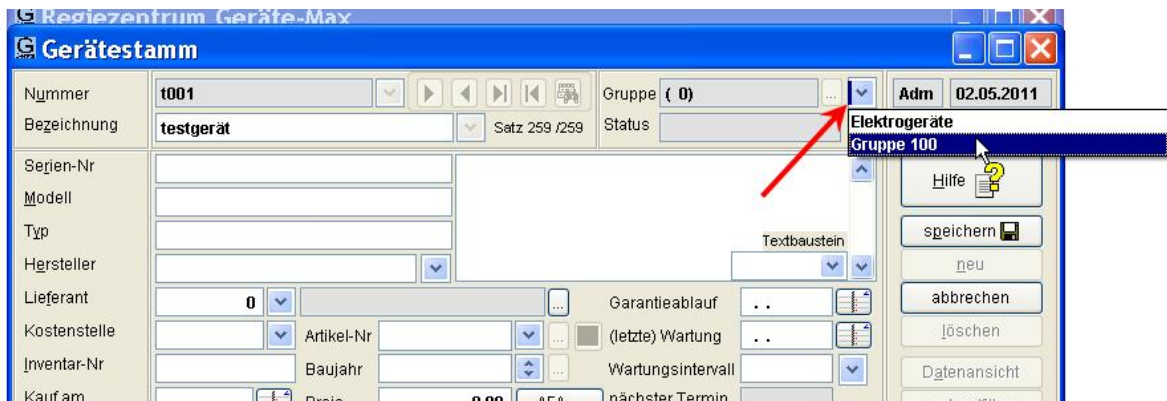 Regiezentrum Geräte-Max
Gerätestamm
Nummer t001 Gruppe ( 0) ... Adm 02.05.2011
Bezeichnung testgerät Satz 259 /259 Status
Elektrogeräte
Gruppe 100
Serien-Nr
Hilfe
Modell
Typ Textbaustein speichern
Hersteller neu
Lieferant 0 ... Garantieablauf . . abbrechen
Kostenstelle Artikel-Nr ... (letzte) Wartung . . löschen
Inventar-Nr Baujahr ... Wartungsintervall Datenansicht
Kauf am Preis 0.00 nächster Termin